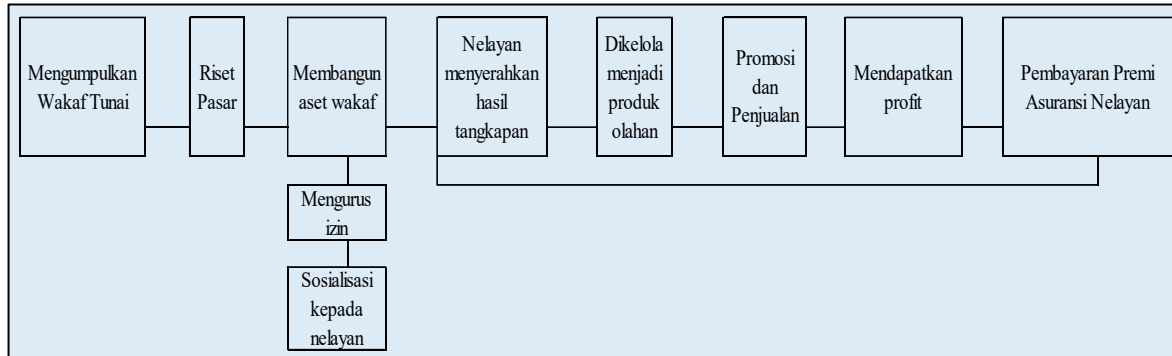 Mengumpulkan
Wakaf Tunai
Riset
Pasar
Membangun
aset wakaf
Nelayan
menyerahkan
hasil
tangkapan
Dikelola
menjadi
produk
olahan
Promosi
dan
Penjualan
Mendapatkan
profit
Pembayaran Premi
Asuransi Nelayan
Mengurus
izin
Sosialisasi
kepada
nelayan